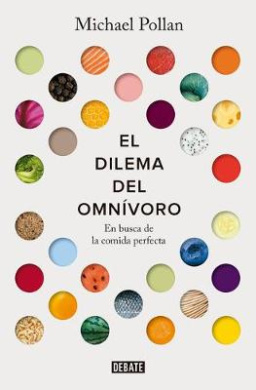 Michael Pollan
EL
DILEMA
DEL
OMNÍVORO
En busca de
la comida perfecta
DEBATE